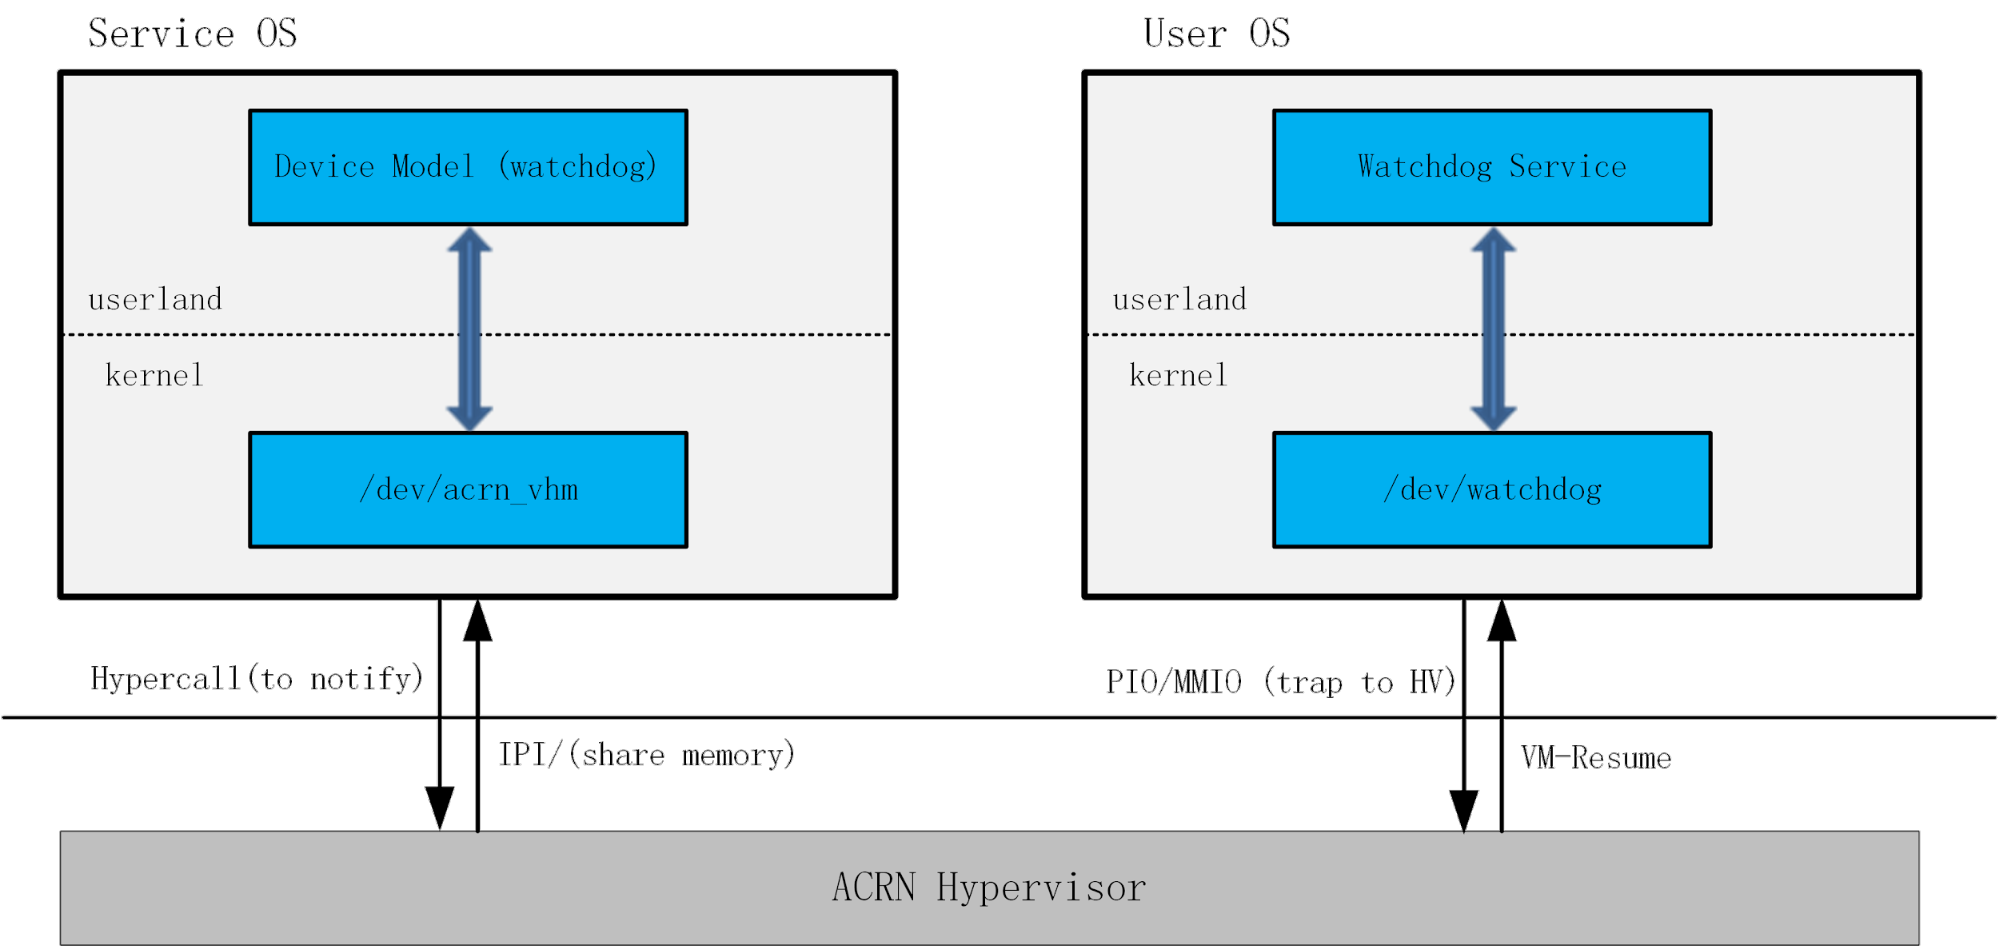 Service OS
User OS
Device Model (watchdog)
Watchdog Service
userland
userland
kernel
kernel
/dev/acrn_vhm
/dev/watchdog
Hypercall(to notify)
PIO/MMIO (trap to HV)
IPI/(share memory)
VM-Resume
ACRN Hypervisor